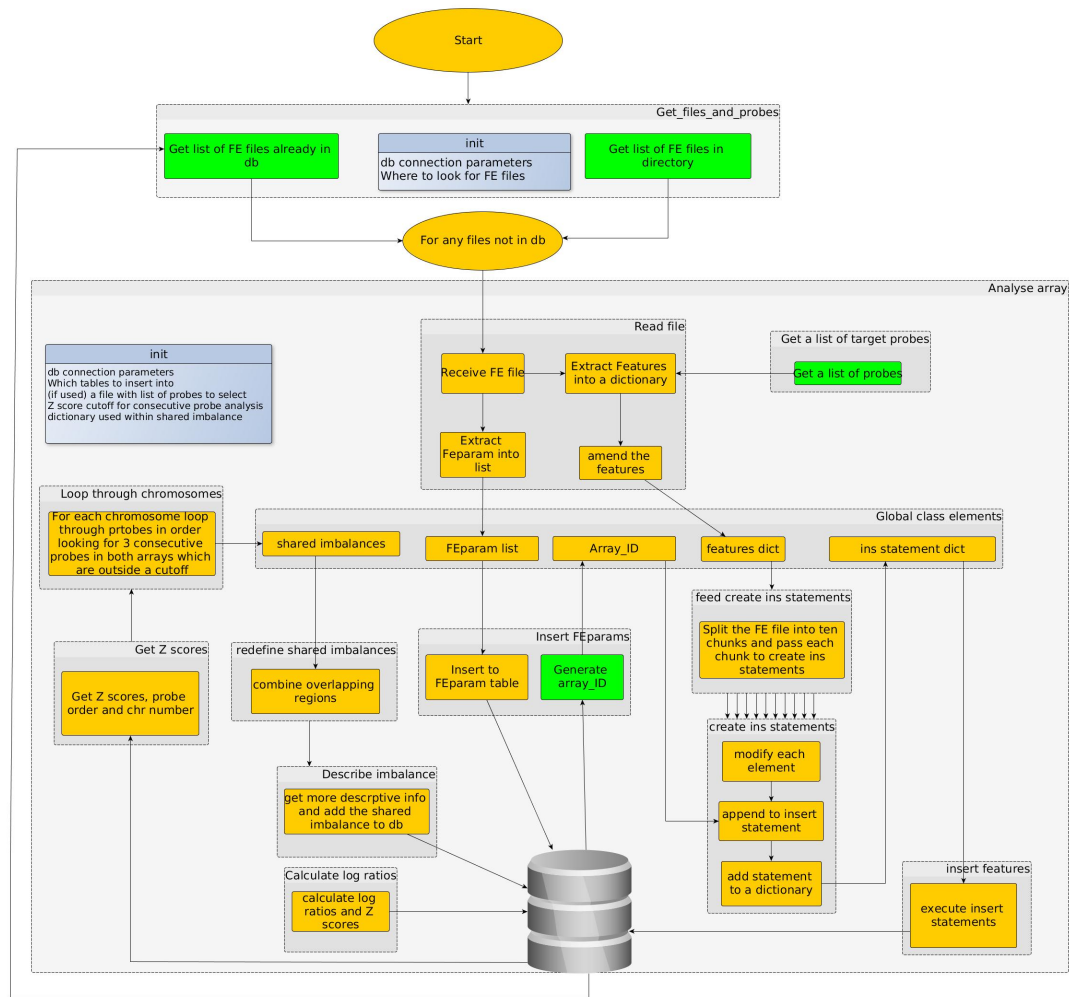 Start
Get_files_and_probes
Get list of FE files already in
db
init
db connection parameters
Where to look for FE files
Get list of FE files in
directory
For any files not in db
Analyse array
init
db connection parameters
Which tables to insert into
(if used) a file with list of probes to select
Z score cutoff for consecutive probe analysis
dictionary used within shared imbalance
Read file
Receive FE file
Extract Features
into a dictionary
Get a list of target probes
Get a list of probes
Extract
Feparam into
list
amend the
features
Loop through chromosomes
For each chromosome loop
through prtobes in order
looking for 3 consecutive
probes in both arrays which
are outside a cutoff
Global class elements
shared imbalances
FEparam list
Array_ID
features dict
ins statement dict
feed create ins statements
Split the FE file into ten
chunks and pass each
chunk to create ins
statements
Get Z scores
Get Z scores, probe
order and chr number
redefine shared imbalances
combine overlapping
regions
Insert FEparams
Insert to
FEparam table
Generate
array_ID
create ins statements
modify each
element
append to insert
statement
add statement
to a dictionary
Describe imbalance
get more descrptive info
and add the shared
imbalance to db
Calculate log ratios
calculate log
ratios and Z
scores
insert features
execute insert
statements